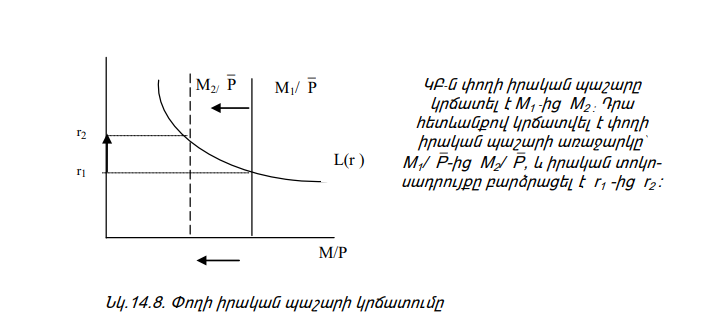 M₂/ P̅
M₁/ P̅
r₂
r₁
L(r )
M/P
ԿԲ-ն փողի իրական պաշարը
կրճատել է M₁ -ից M₂ ։ Դրա
հետևանքով կրճատվել է փողի
իրական պաշարի առաջարկը՝
M₁/ P̅-ից M₂/ P̅, և իրական տոկո-
սադրույքը բարձրացել է r₁ -ից r₂ ։
Նկ.14.8. Փողի իրական պաշարի կրճատումը